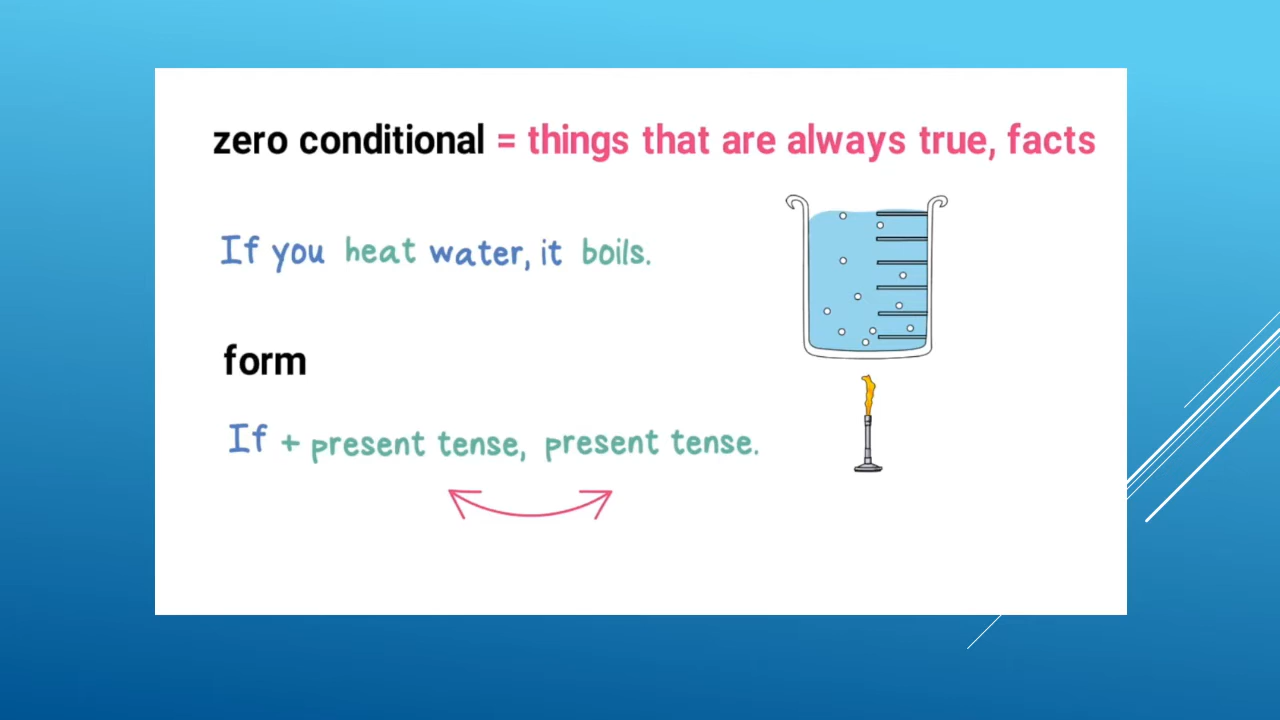 zero conditional = things that are always true, facts
If you heat water, it boils.
form
If + present tense, present tense.